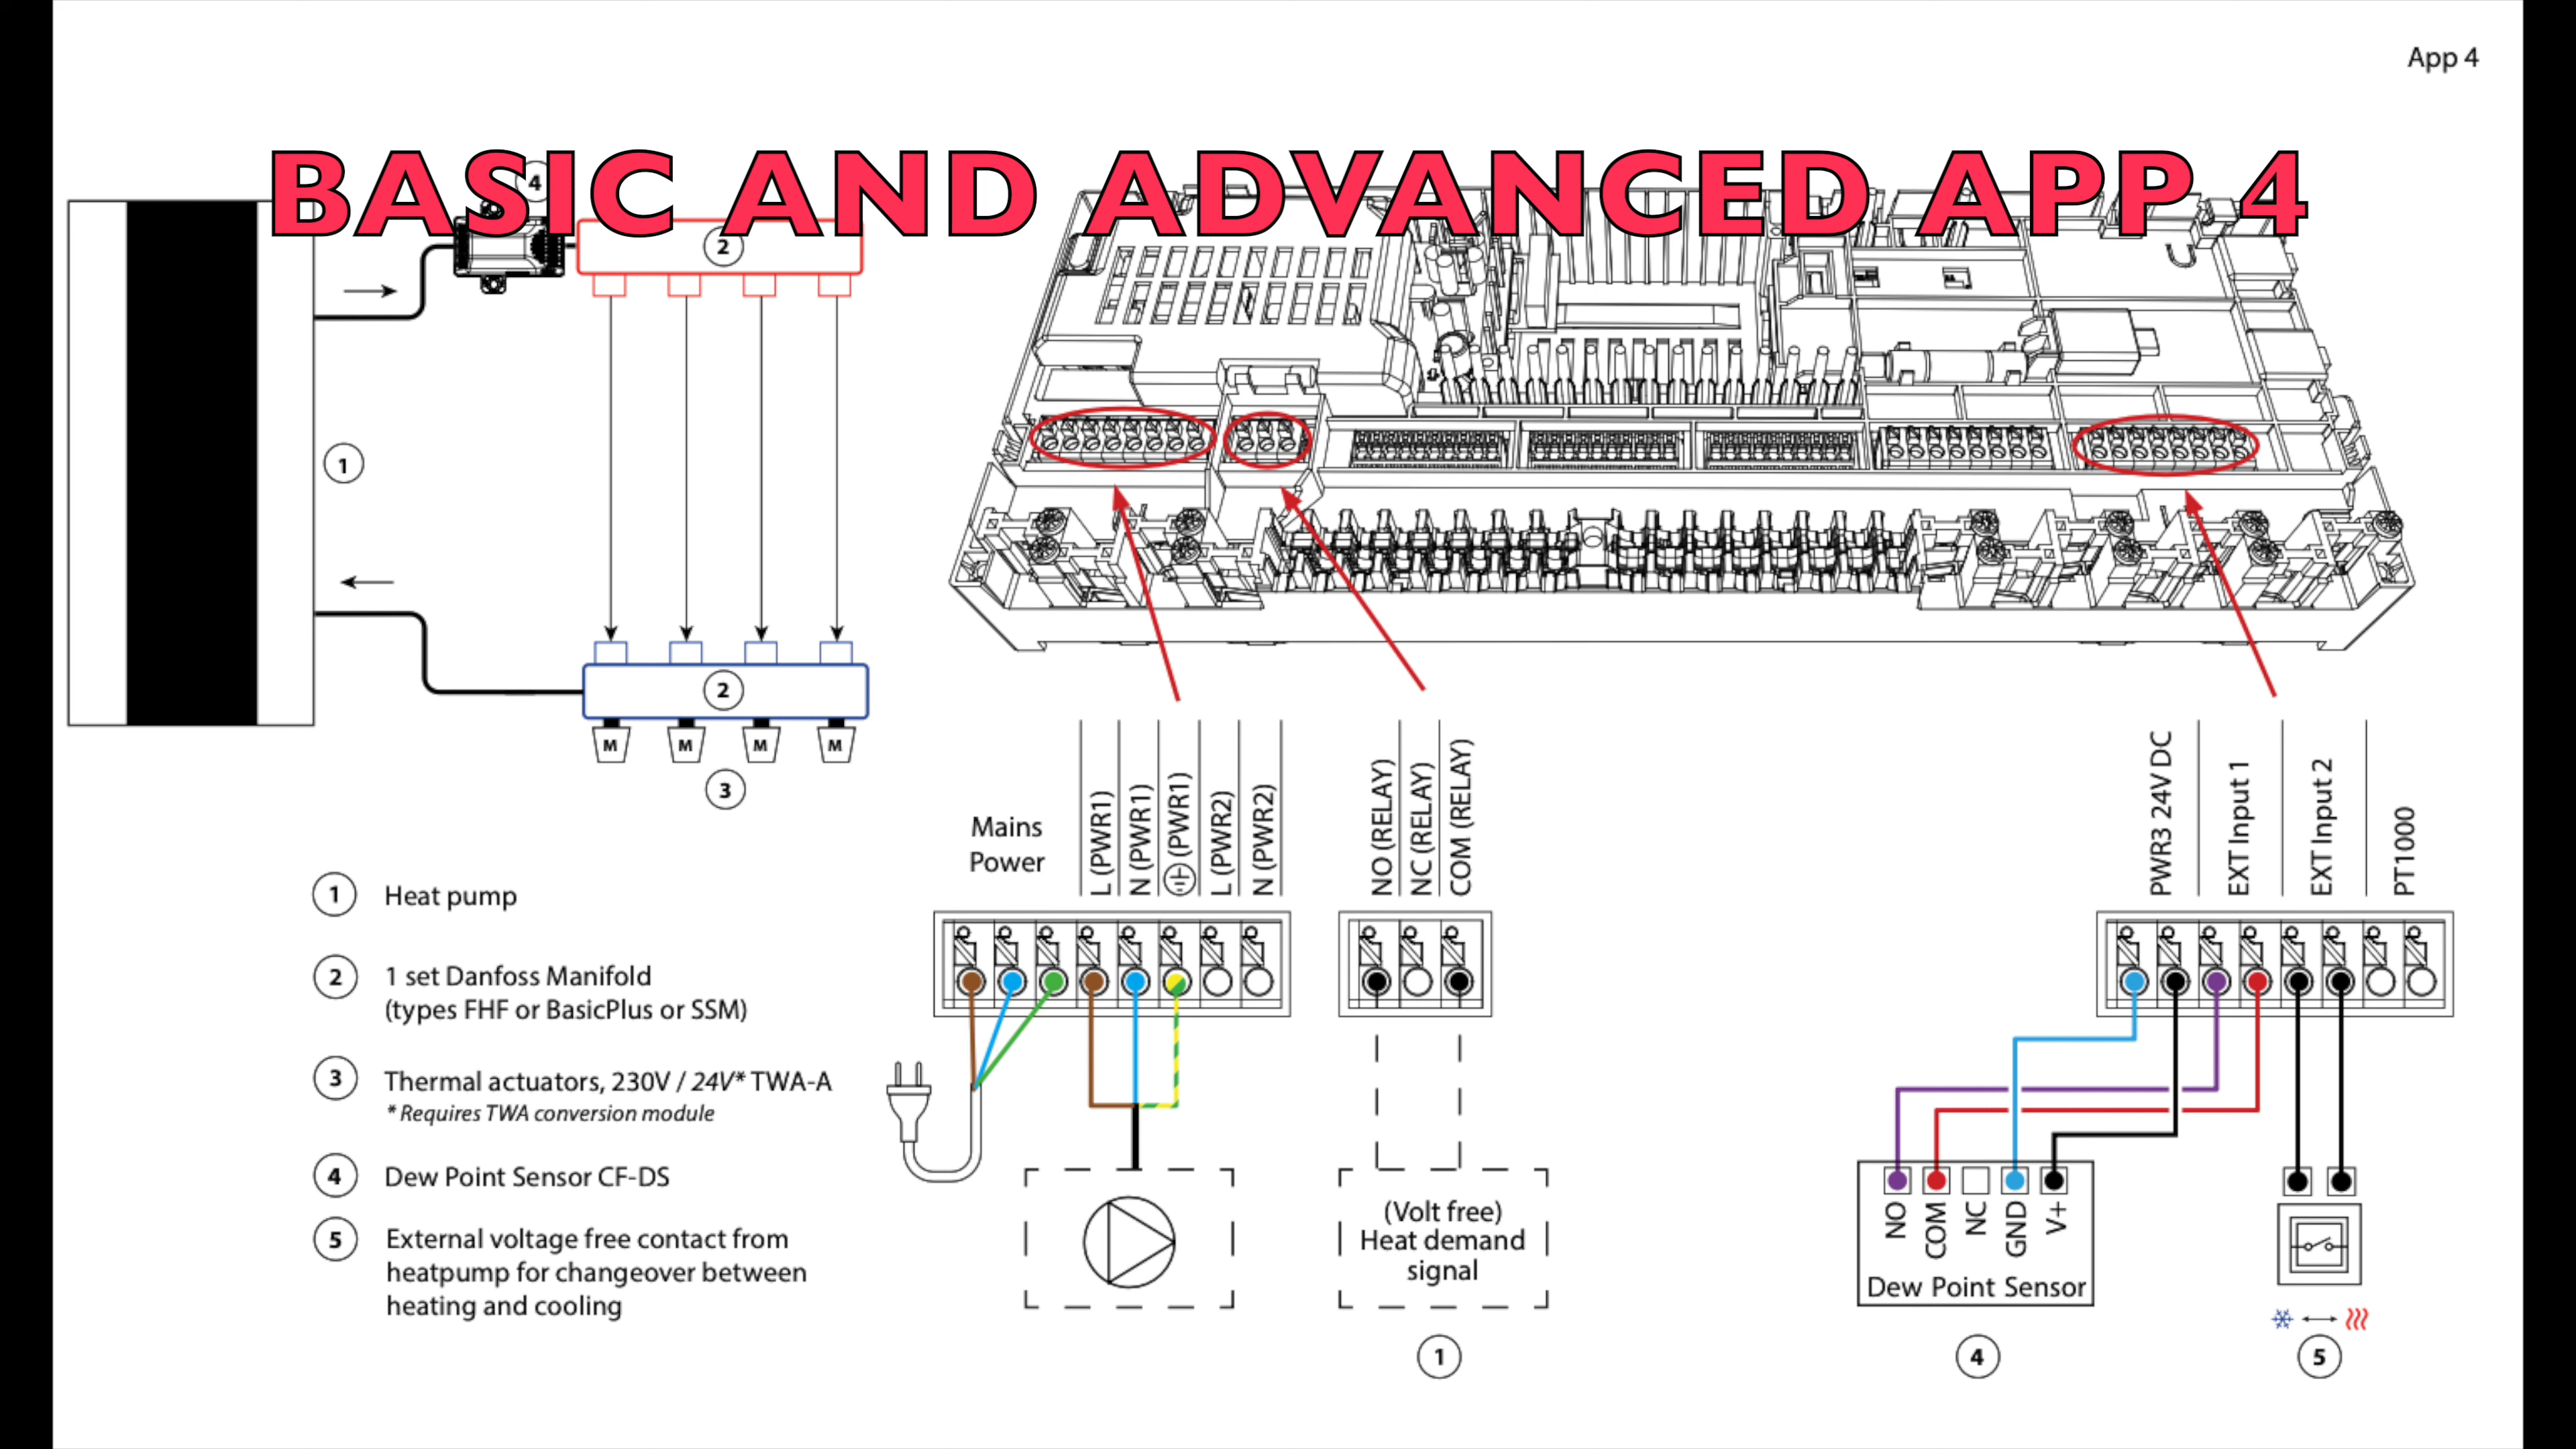 App 4
BASIC AND ADVANCED APP 4
4
2
1
2
M M M M
3
1 Heat pump
2 1 set Danfoss Manifold
(types FHF or BasicPlus or SSM)
3 Thermal actuators, 230V / 24V* TWA-A
* Requires TWA conversion module
4 Dew Point Sensor CF-DS
5 External voltage free contact from
heatpump for changeover between
heating and cooling
Mains
Power
L (PWR1)
N (PWR1)
(PWR1)
L (PWR2)
N (PWR2)
NO (RELAY)
NC (RELAY)
COM (RELAY)
(Volt free)
Heat demand
signal
1
PWR3 24V DC
EXT Input 1
EXT Input 2
PT1000
NO
COM
NC
GND
V+
Dew Point Sensor
4
5